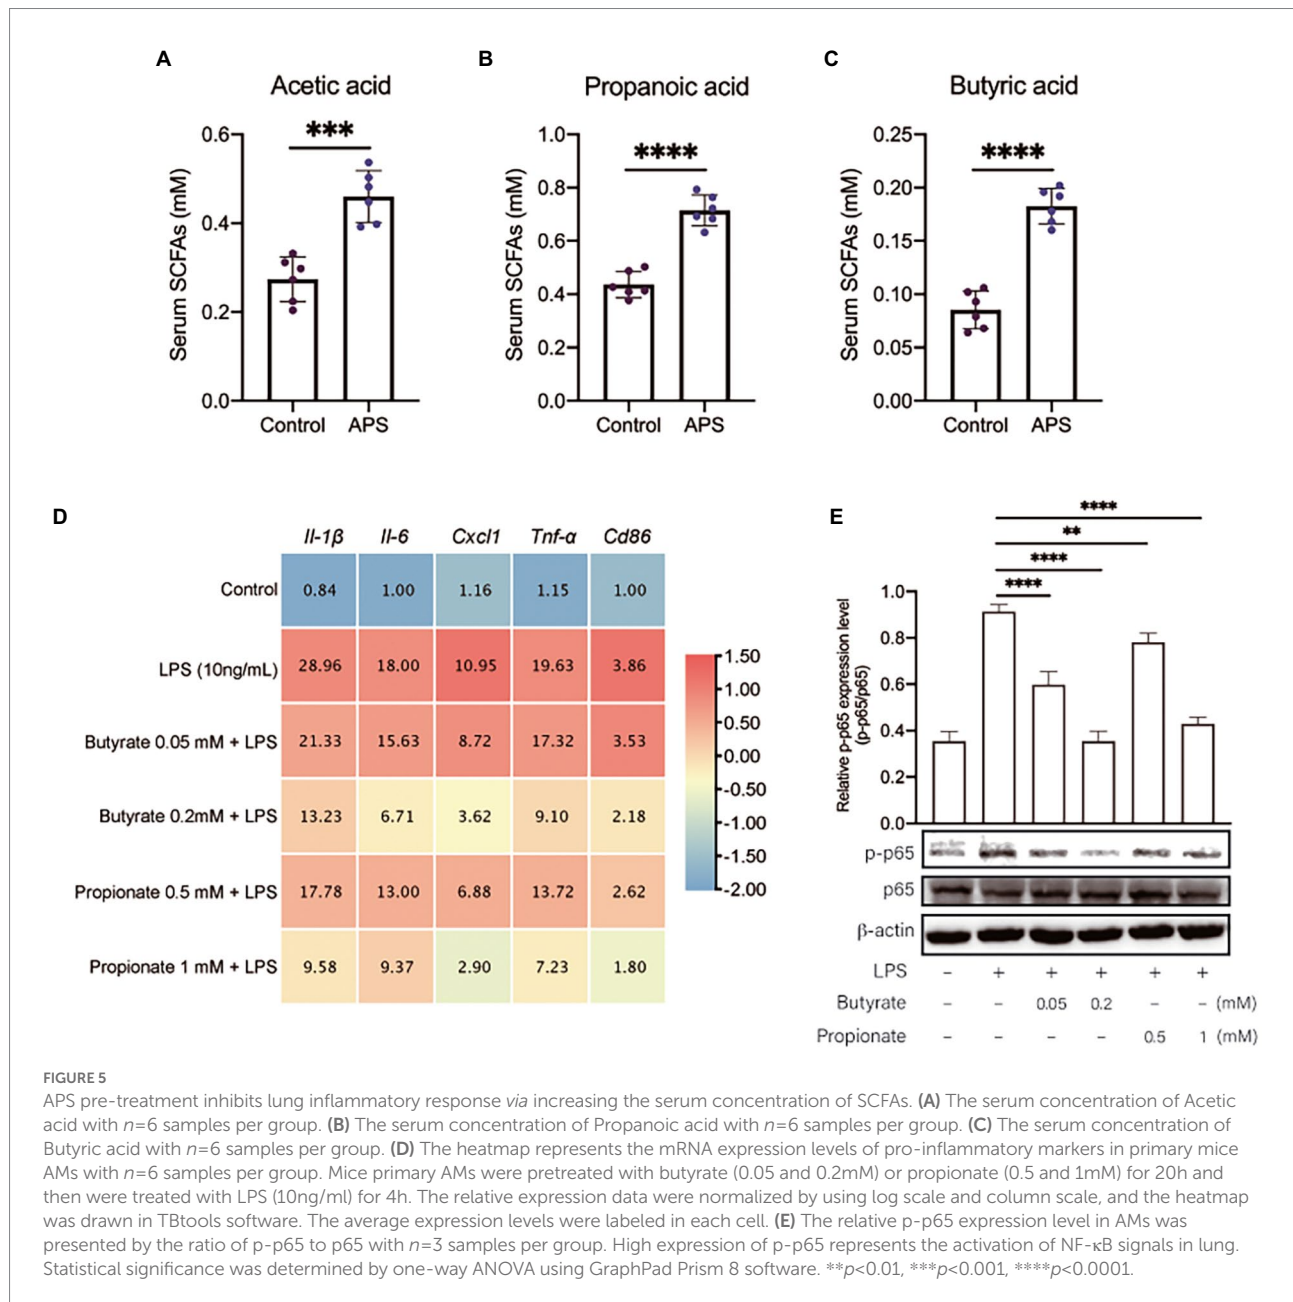 A
Acetic acid
***
0.6
0.4
0.2
0.0
Serum SCFAs (mM)
Control APS
B
Propanoic acid
****
1.0
0.8
0.6
0.4
0.2
0.0
Serum SCFAs (mM)
Control APS
C
Butyric acid
****
0.25
0.20
0.15
0.10
0.05
0.00
Serum SCFAs (mM)
Control APS
D
Il-1β Il-6 Cxcl1 Tnf-α Cd86
Control 0.84 1.00 1.16 1.15 1.00
LPS (10ng/mL) 28.96 18.00 10.95 19.63 3.86
Butyrate 0.05 mM + LPS 21.33 15.63 8.72 17.32 3.53
Butyrate 0.2mM + LPS 13.23 6.71 3.62 9.10 2.18
Propionate 0.5 mM + LPS 17.78 13.00 6.88 13.72 2.62
Propionate 1 mM + LPS 9.58 9.37 2.90 7.23 1.80
1.50
1.00
0.50
0.00
-0.50
-1.00
-1.50
-2.00
E
****
**
****
****
1.0
0.8
0.6
0.4
0.2
0.0
Relative p-p65 expression level
(p-p65/p65)
p-p65
p65
β-actin
LPS - + + + + +
Butyrate - - 0.05 0.2 - - (mM)
Propionate - - - - 0.5 1 (mM)
FIGURE 5
APS pre-treatment inhibits lung inflammatory response via increasing the serum concentration of SCFAs. (A) The serum concentration of Acetic
acid with n=6 samples per group. (B) The serum concentration of Propanoic acid with n=6 samples per group. (C) The serum concentration of
Butyric acid with n=6 samples per group. (D) The heatmap represents the mRNA expression levels of pro-inflammatory markers in primary mice
AMs with n=6 samples per group. Mice primary AMs were pretreated with butyrate (0.05 and 0.2mM) or propionate (0.5 and 1mM) for 20h and
then were treated with LPS (10ng/ml) for 4h. The relative expression data were normalized by using log scale and column scale, and the heatmap
was drawn in TBtools software. The average expression levels were labeled in each cell. (E) The relative p-p65 expression level in AMs was
presented by the ratio of p-p65 to p65 with n=3 samples per group. High expression of p-p65 represents the activation of NF-κB signals in lung.
Statistical significance was determined by one-way ANOVA using GraphPad Prism 8 software. **p<0.01, ***p<0.001, ****p<0.0001.